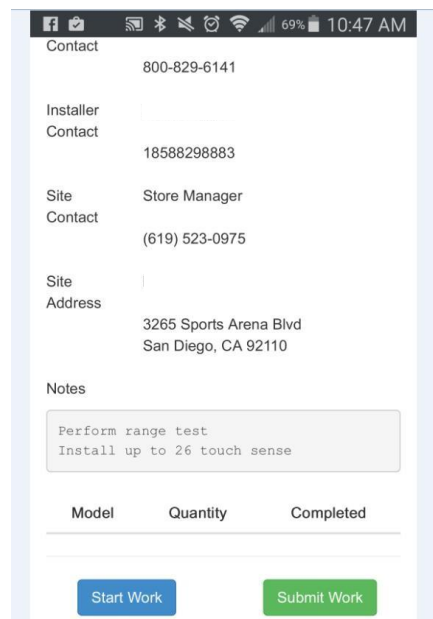 69% 10:47 AM
Contact
800-829-6141
Installer
Contact
18588298883
Site
Contact
Store Manager
(619) 523-0975
Site
Address
3265 Sports Arena Blvd
San Diego, CA 92110
Notes
Perform range test
Install up to 26 touch sense
Model Quantity Completed
Start Work Submit Work